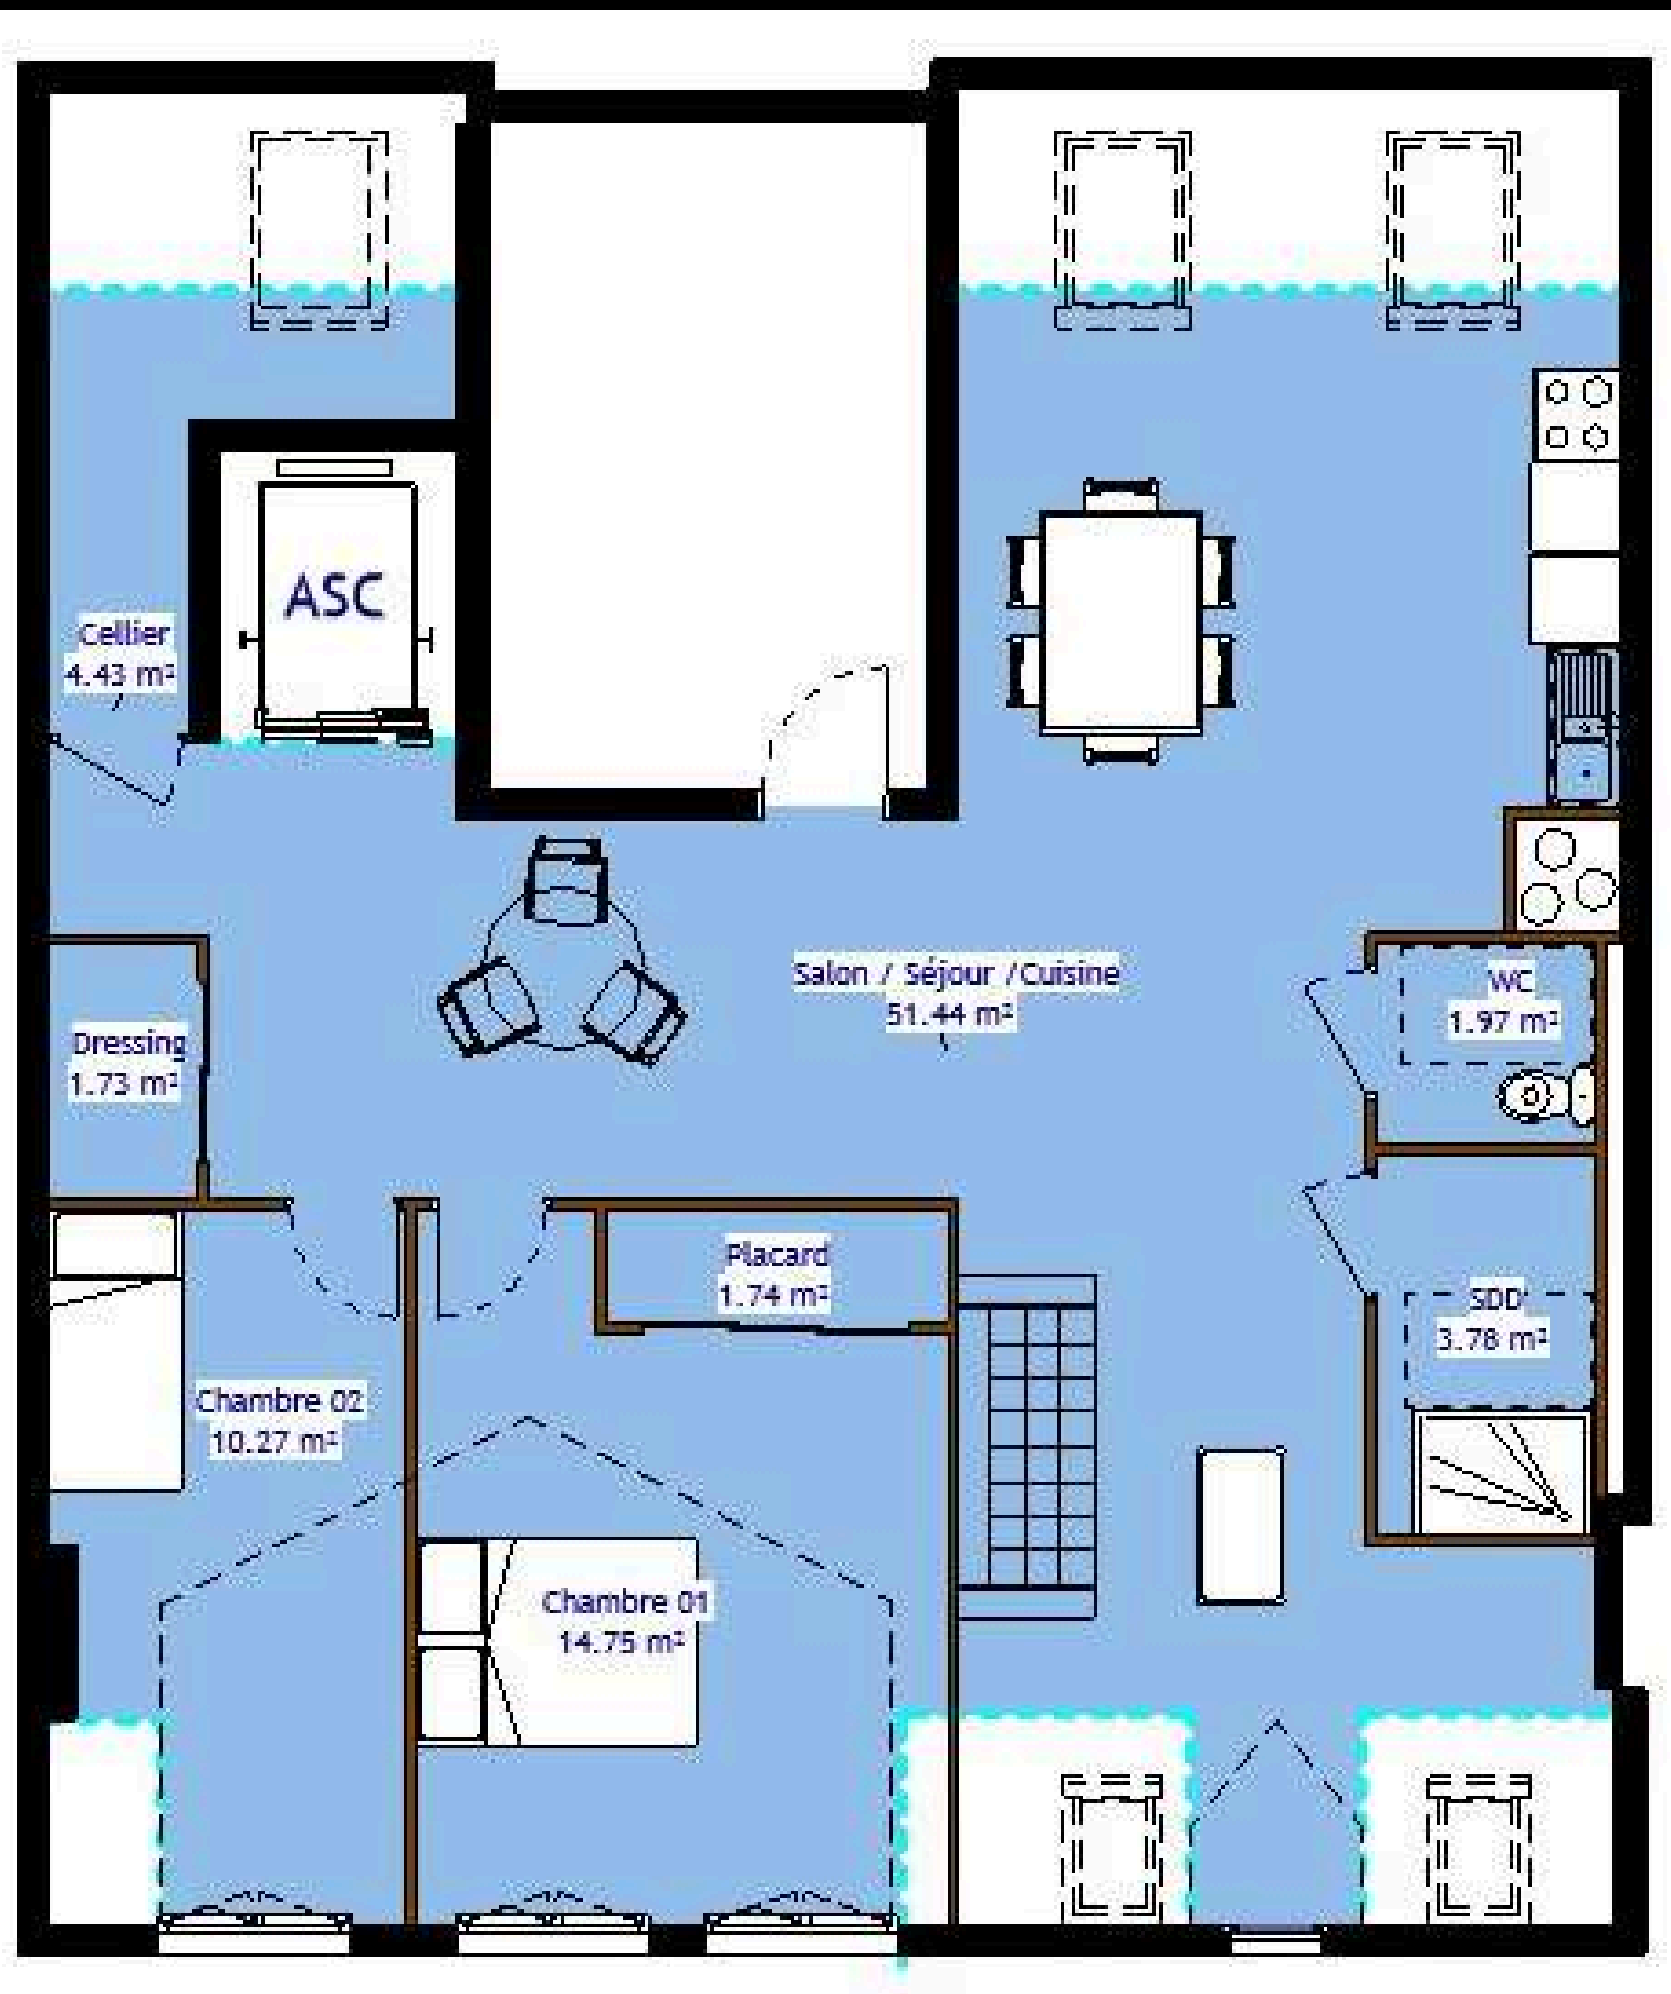 ASC
Cellier
4.43 m²
Salon / Séjour /Cuisine
51.44 m²
WC
1.97 m²
Dressing
1.73 m²
Placard
1.74 m²
SDD
3.78 m²
Chambre 02
10.27 m²
Chambre 01
14.75 m²